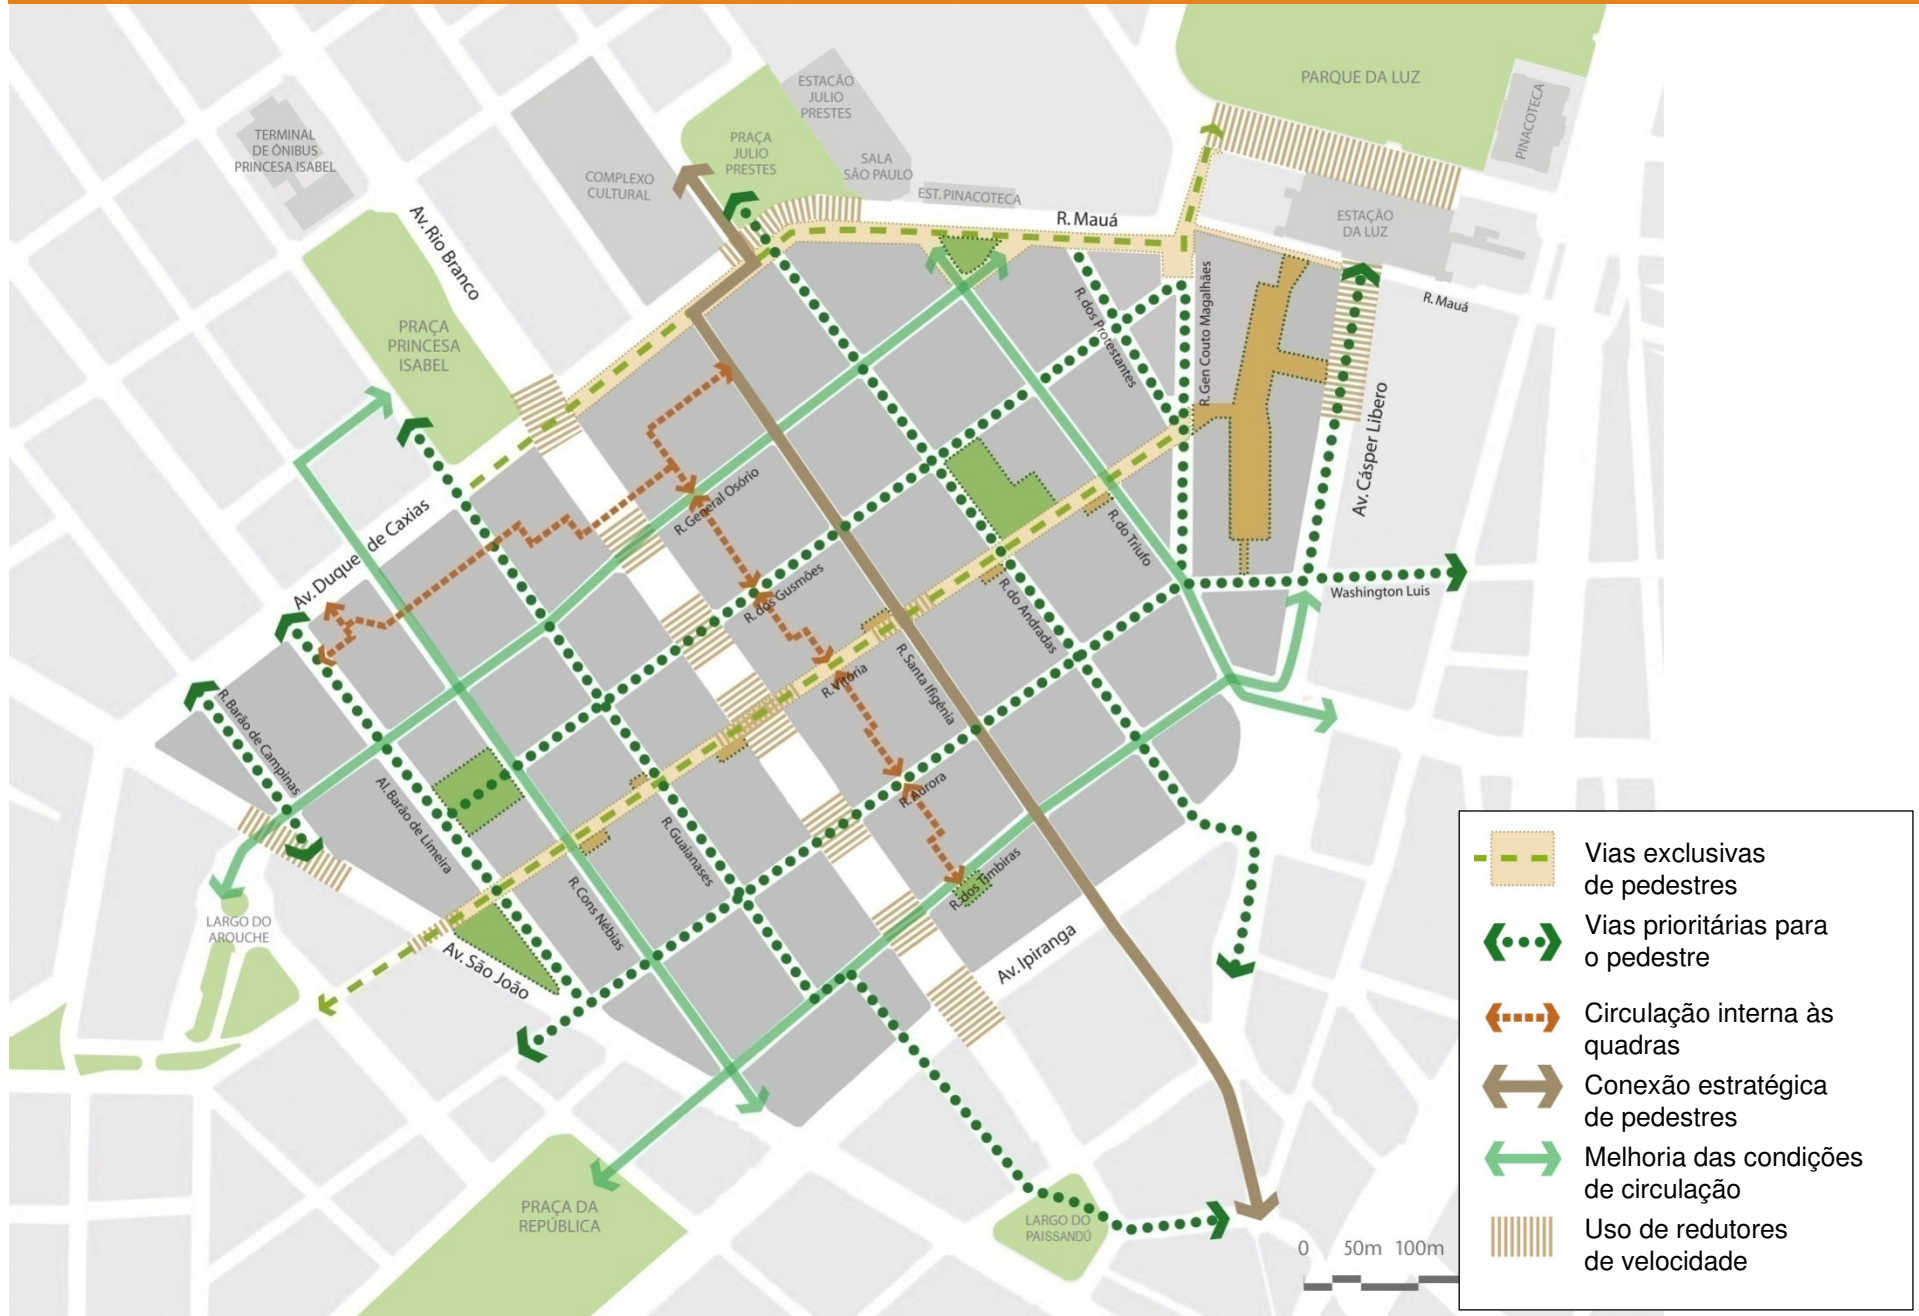 PARQUE DA LUZ
PINACOTECA
ESTACÃO
JULIO
PRESTES
TERMINAL
DE ÔNIBUS
PRINCESA ISABEL
PRAÇA
JULIO
PRESTES
SALA
SÃO PAULO
COMPLEXO
CULTURAL
EST. PINACOTECA
R. Mauá
ESTAÇÃO
DA LUZ
Av. Rio Branco
R. Mauá
PRAÇA
PRINCESA
ISABEL
R. dos Protestantes
R. Gen Couto Magalhães
Av. Cásper Libero
R. General Osório
Av. Duque de Caxias
R. do Triufo
R. dos Gusmões
R. do Andradas
Washington Luis
R. Vitória
R. Santa Ifigênia
R. Barão de Campinas
Al. Barão de Limeira
R. Aurora
R. Guaianases
R. dos Timbiras
R. Cons Nébias
LARGO DO
AROUCHE
Av. São João
Av. Ipiranga
PRAÇA DA
REPÚBLICA
LARGO DO
PAISSANDÚ
0 50m 100m
Vias exclusivas
de pedestres
Vias prioritárias para
o pedestre
Circulação interna às
quadras
Conexão estratégica
de pedestres
Melhoria das condições
de circulação
Uso de redutores
de velocidade